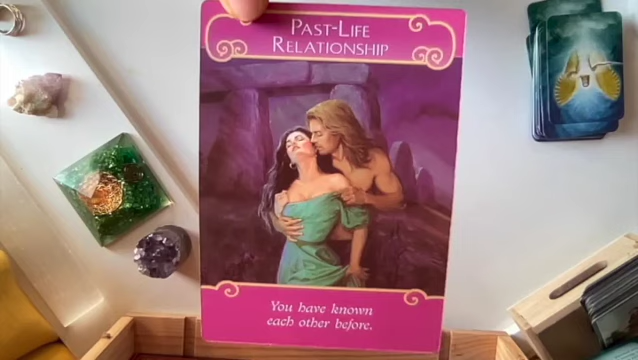 Past-Life
Relationship
You have known
each other before.